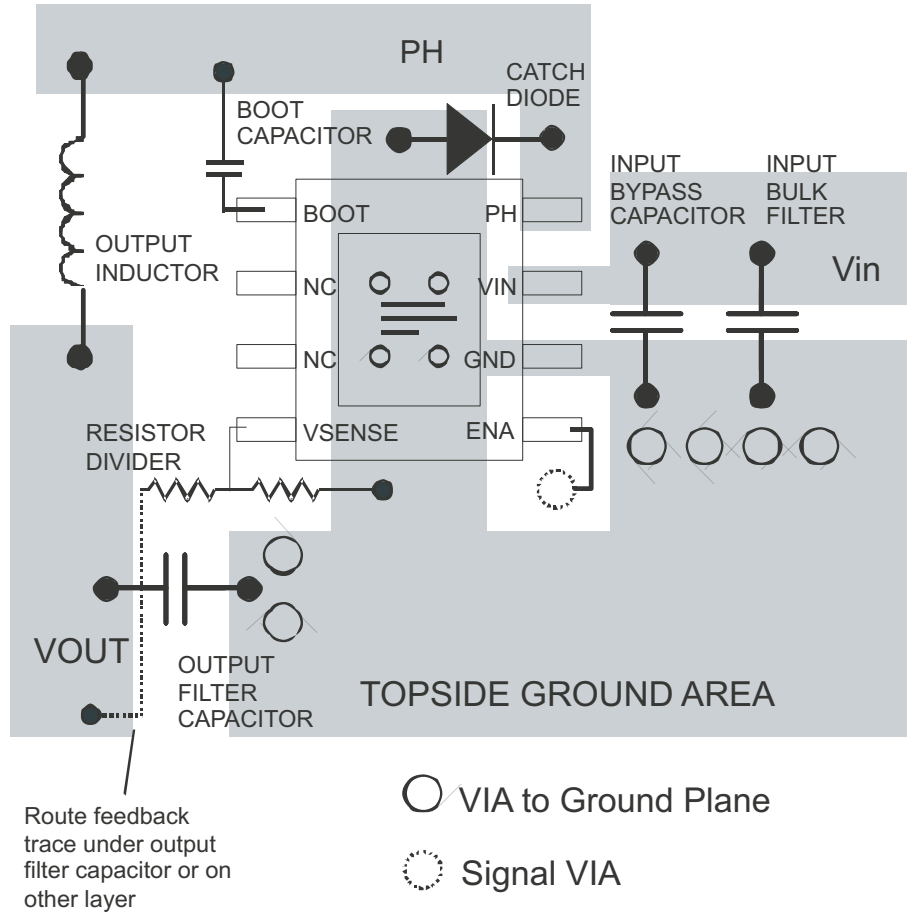 PH
CATCH
DIODE
BOOT
CAPACITOR
INPUT
BYPASS
CAPACITOR
INPUT
BULK
FILTER
BOOT
PH
OUTPUT
INDUCTOR
Vin
NC
VIN
NC
GND
RESISTOR
DIVIDER
VSENSE
ENA
VOUT
OUTPUT
FILTER
CAPACITOR
TOPSIDE GROUND AREA
Route feedback
trace under output
filter capacitor or on
other layer
VIA to Ground Plane
Signal VIA